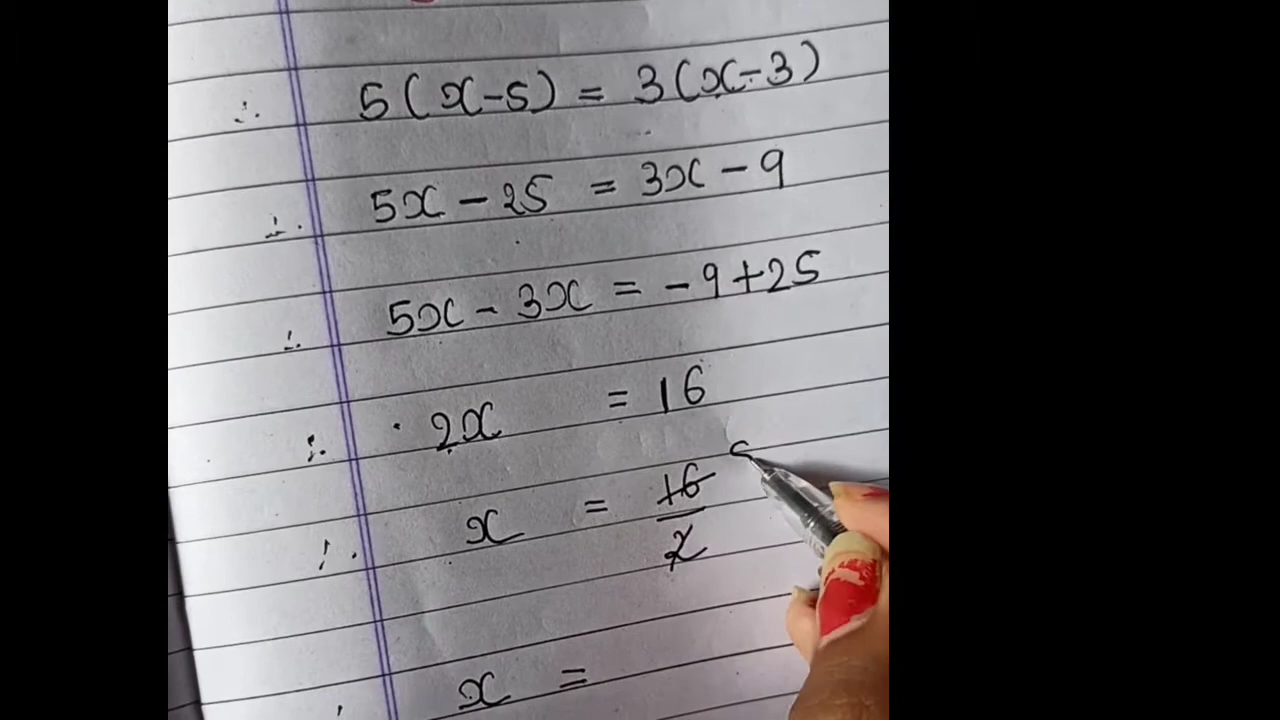 ∴ 5(x-5) = 3(x-3)
∴ 5x - 25 = 3x - 9
∴ 5x - 3x = -9+25
∴ 2x = 16
∴ x = 16/2
∴ x =